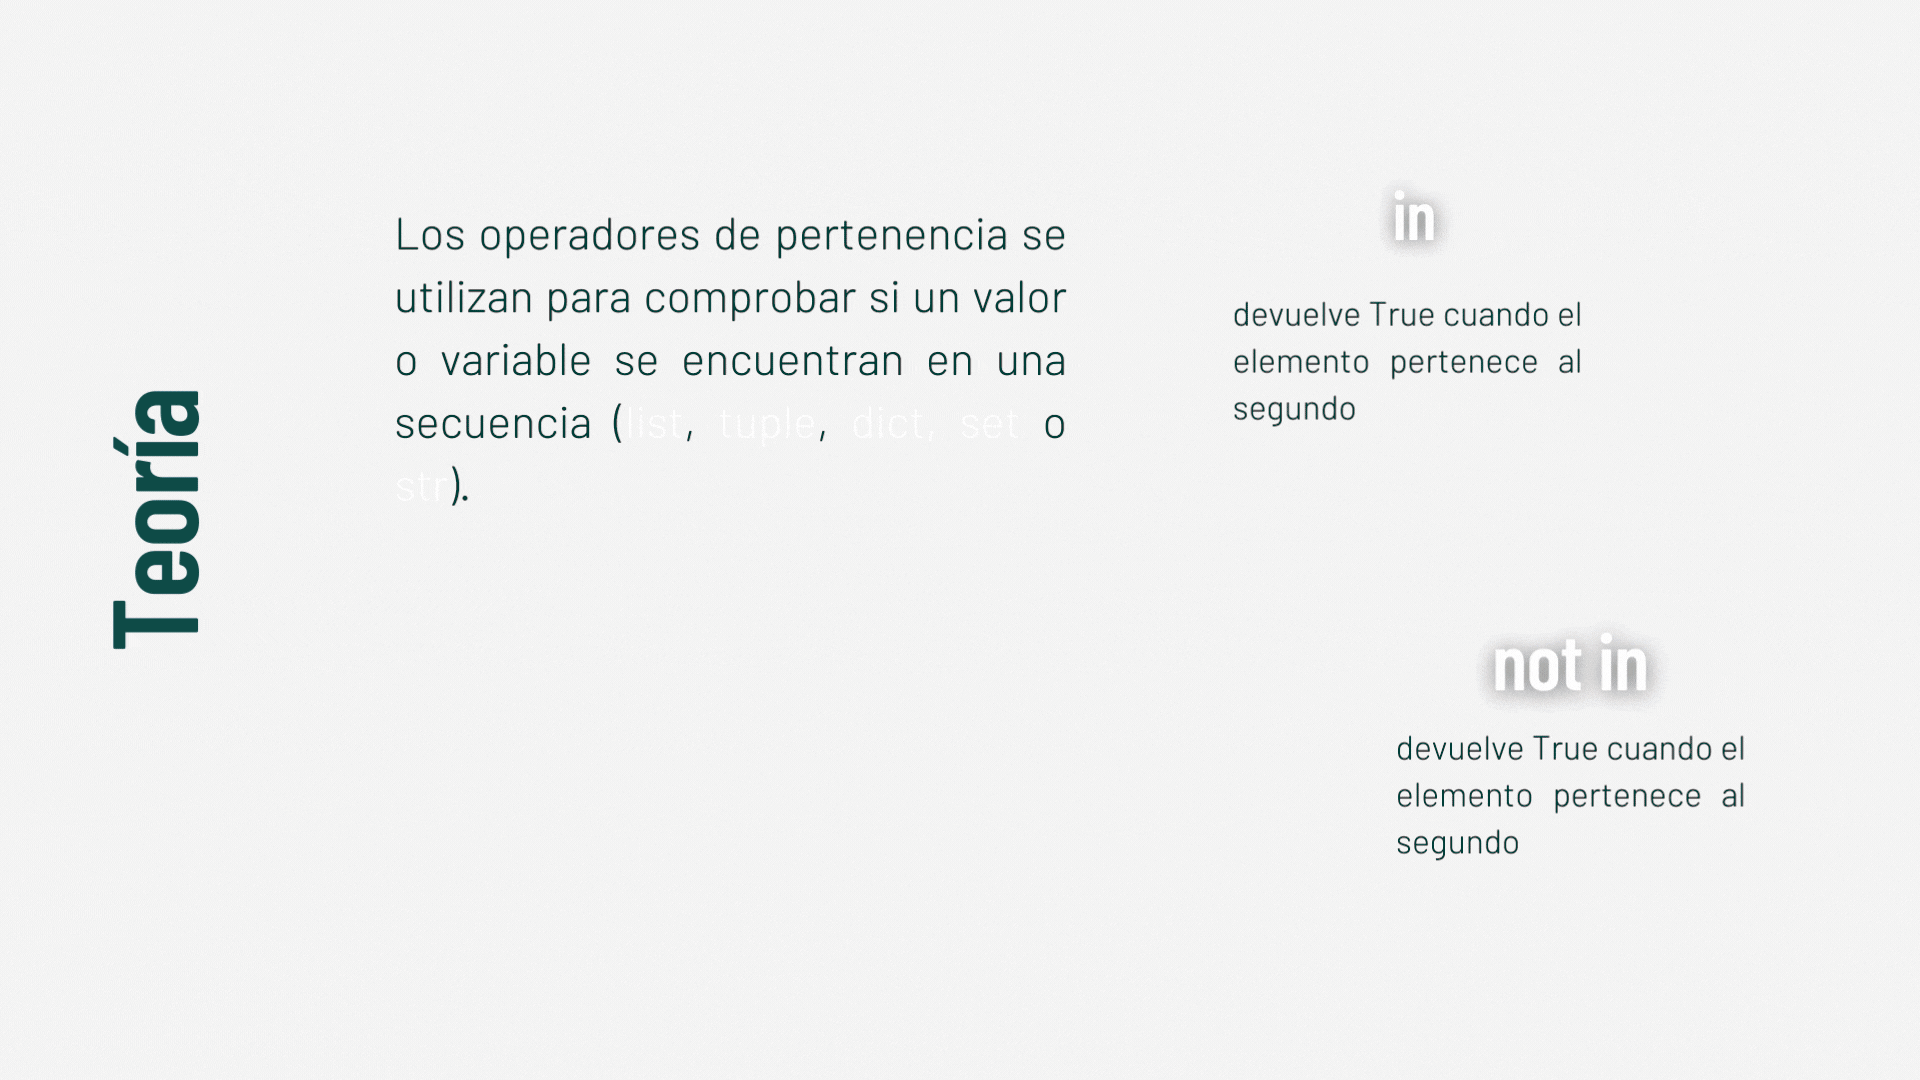 Teoría
Los operadores de pertenencia se
utilizan para comprobar si un valor
o variable se encuentran en una
secuencia (list, tuple, dict, set o
str).
in
devuelve True cuando el
elemento pertenece al
segundo
not in
devuelve True cuando el
elemento pertenece al
segundo